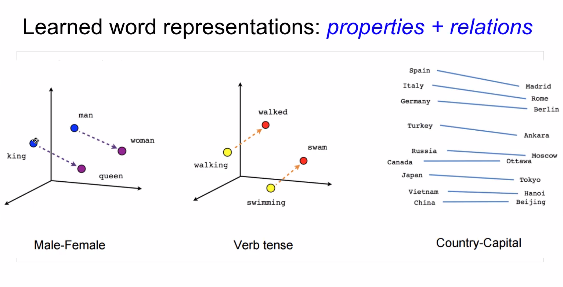 Learned word representations: properties + relations
man
woman
king
queen
Male-Female
walked
swam
walking
swimming
Verb tense
Spain
Madrid
Italy
Rome
Germany
Berlin
Turkey
Ankara
Russia
Moscow
Canada
Ottawa
Japan
Tokyo
Vietnam
Hanoi
China
Beijing
Country-Capital